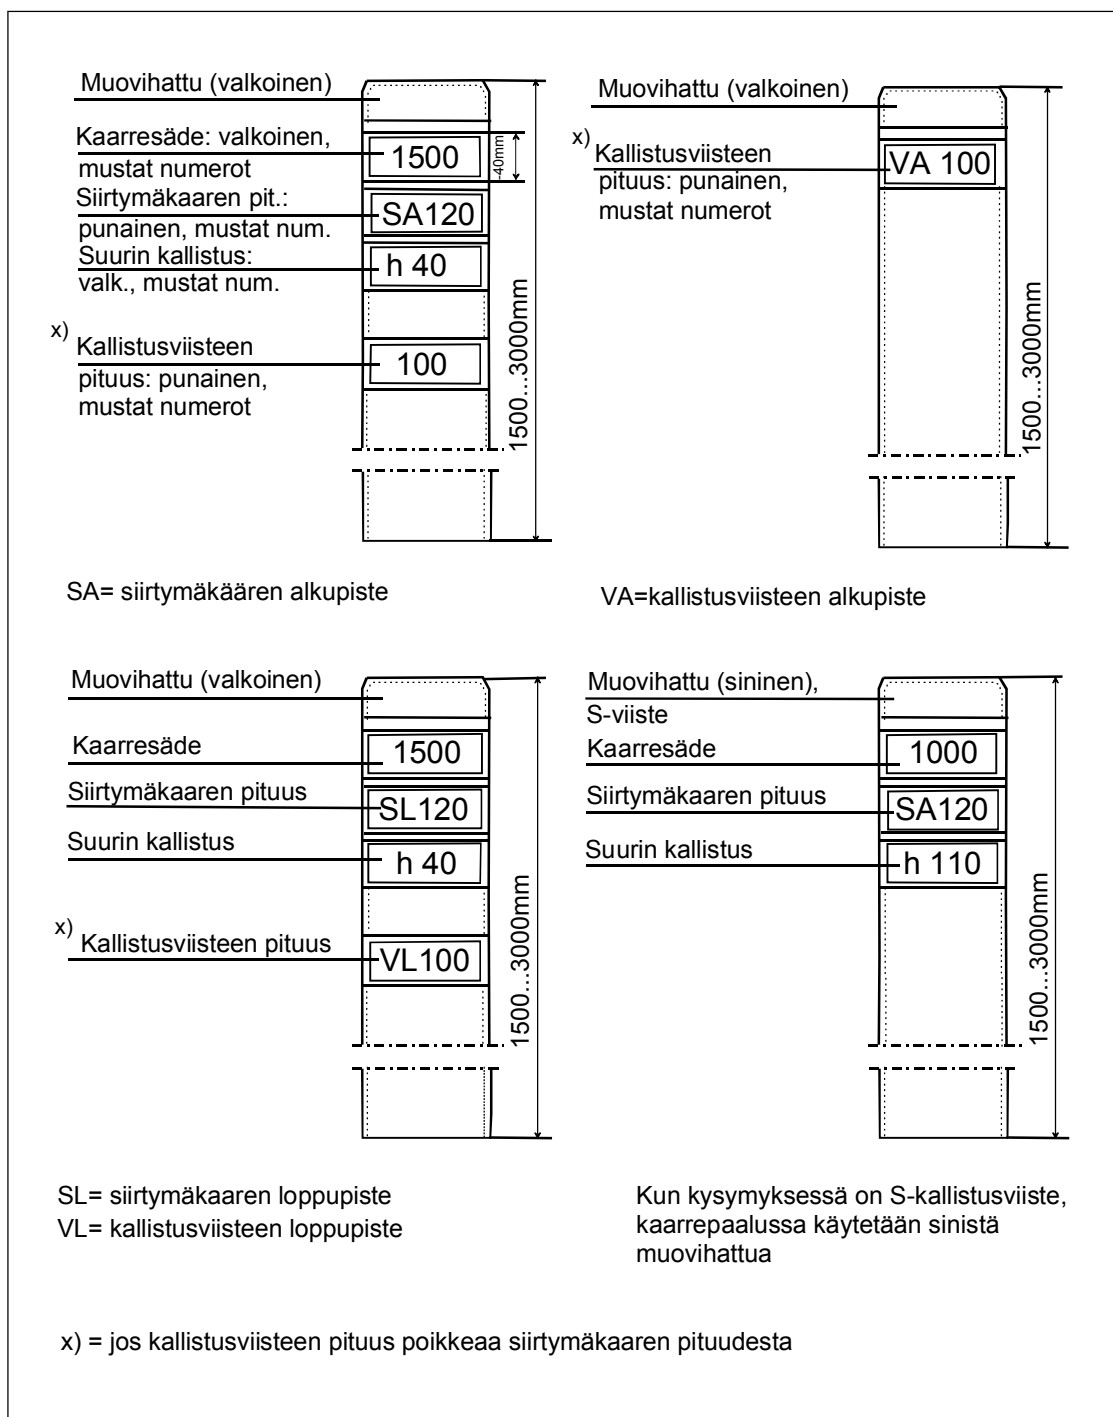 Muovihattu (valkoinen)
Kaarresäde: valkoinen,
mustat numerot
1500
-40mm
Siirtymäkaaren pit.:
punainen, mustat num.
SA120
Suurin kallistus:
valk., mustat num.
h 40
x)
Kallistusviisteen
pituus: punainen,
mustat numerot
100
1500...3000mm
SA= siirtymäkäären alkupiste
Muovihattu (valkoinen)
x)
Kallistusviisteen
pituus: punainen,
mustat numerot
VA 100
1500...3000mm
VA=kallistusviisteen alkupiste
Muovihattu (valkoinen)
Kaarresäde
1500
Siirtymäkaaren pituus
SL120
Suurin kallistus
h 40
x)
Kallistusviisteen pituus
VL100
1500...3000mm
SL= siirtymäkaaren loppupiste
VL= kallistusviisteen loppupiste
Muovihattu (sininen),
S-viiste
Kaarresäde
1000
Siirtymäkaaren pituus
SA120
Suurin kallistus
h 110
1500...3000mm
Kun kysymyksessä on S-kallistusviiste,
kaarrepaalussa käytetään sinistä
muovihattua
x) = jos kallistusviisteen pituus poikkeaa siirtymäkaaren pituudesta